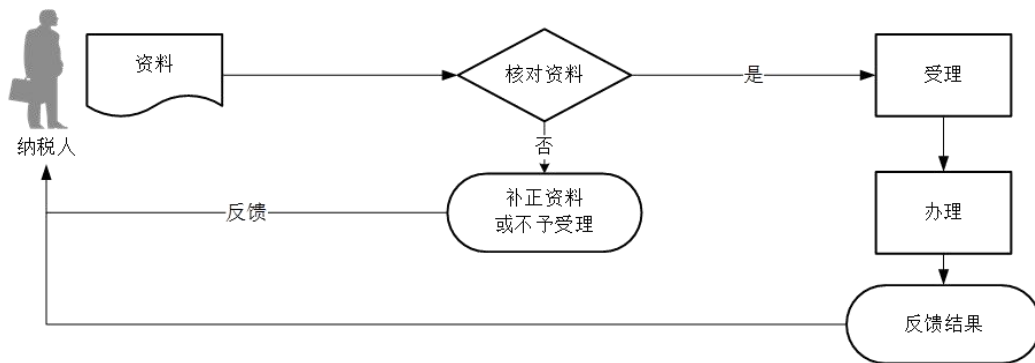 资料
核对资料
是
受理
纳税人
否
补正资料
或不予受理
反馈
办理
反馈结果